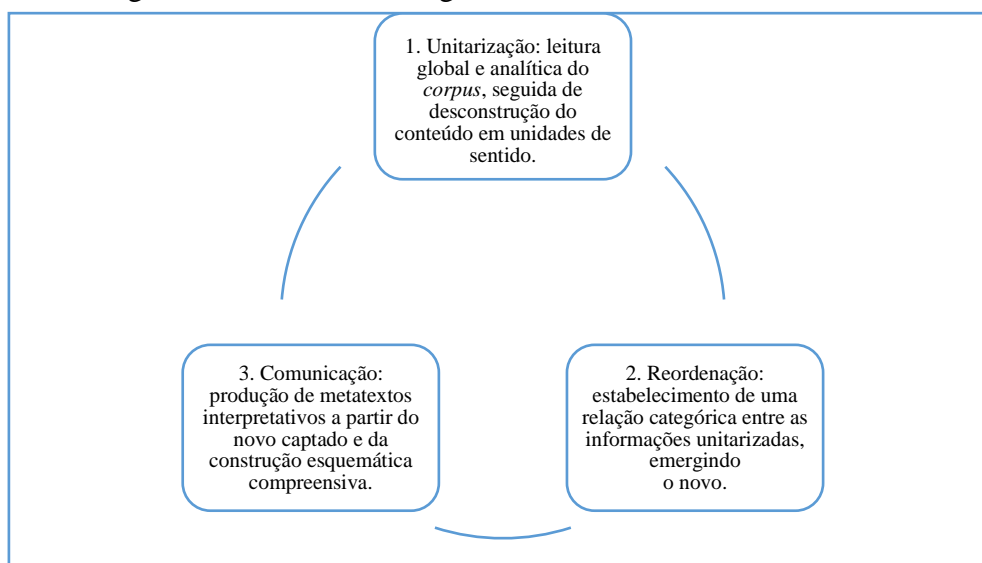 1. Unitarização: leitura
global e analítica do
corpus, seguida de
desconstrução do
conteúdo em unidades de
sentido.
2. Reordenação:
estabelecimento de uma
relação categórica entre as
informações unitarizadas,
emergindo
o novo.
3. Comunicação:
produção de metatextos
interpretativos a partir do
novo captado e da
construção esquemática
compreensiva.